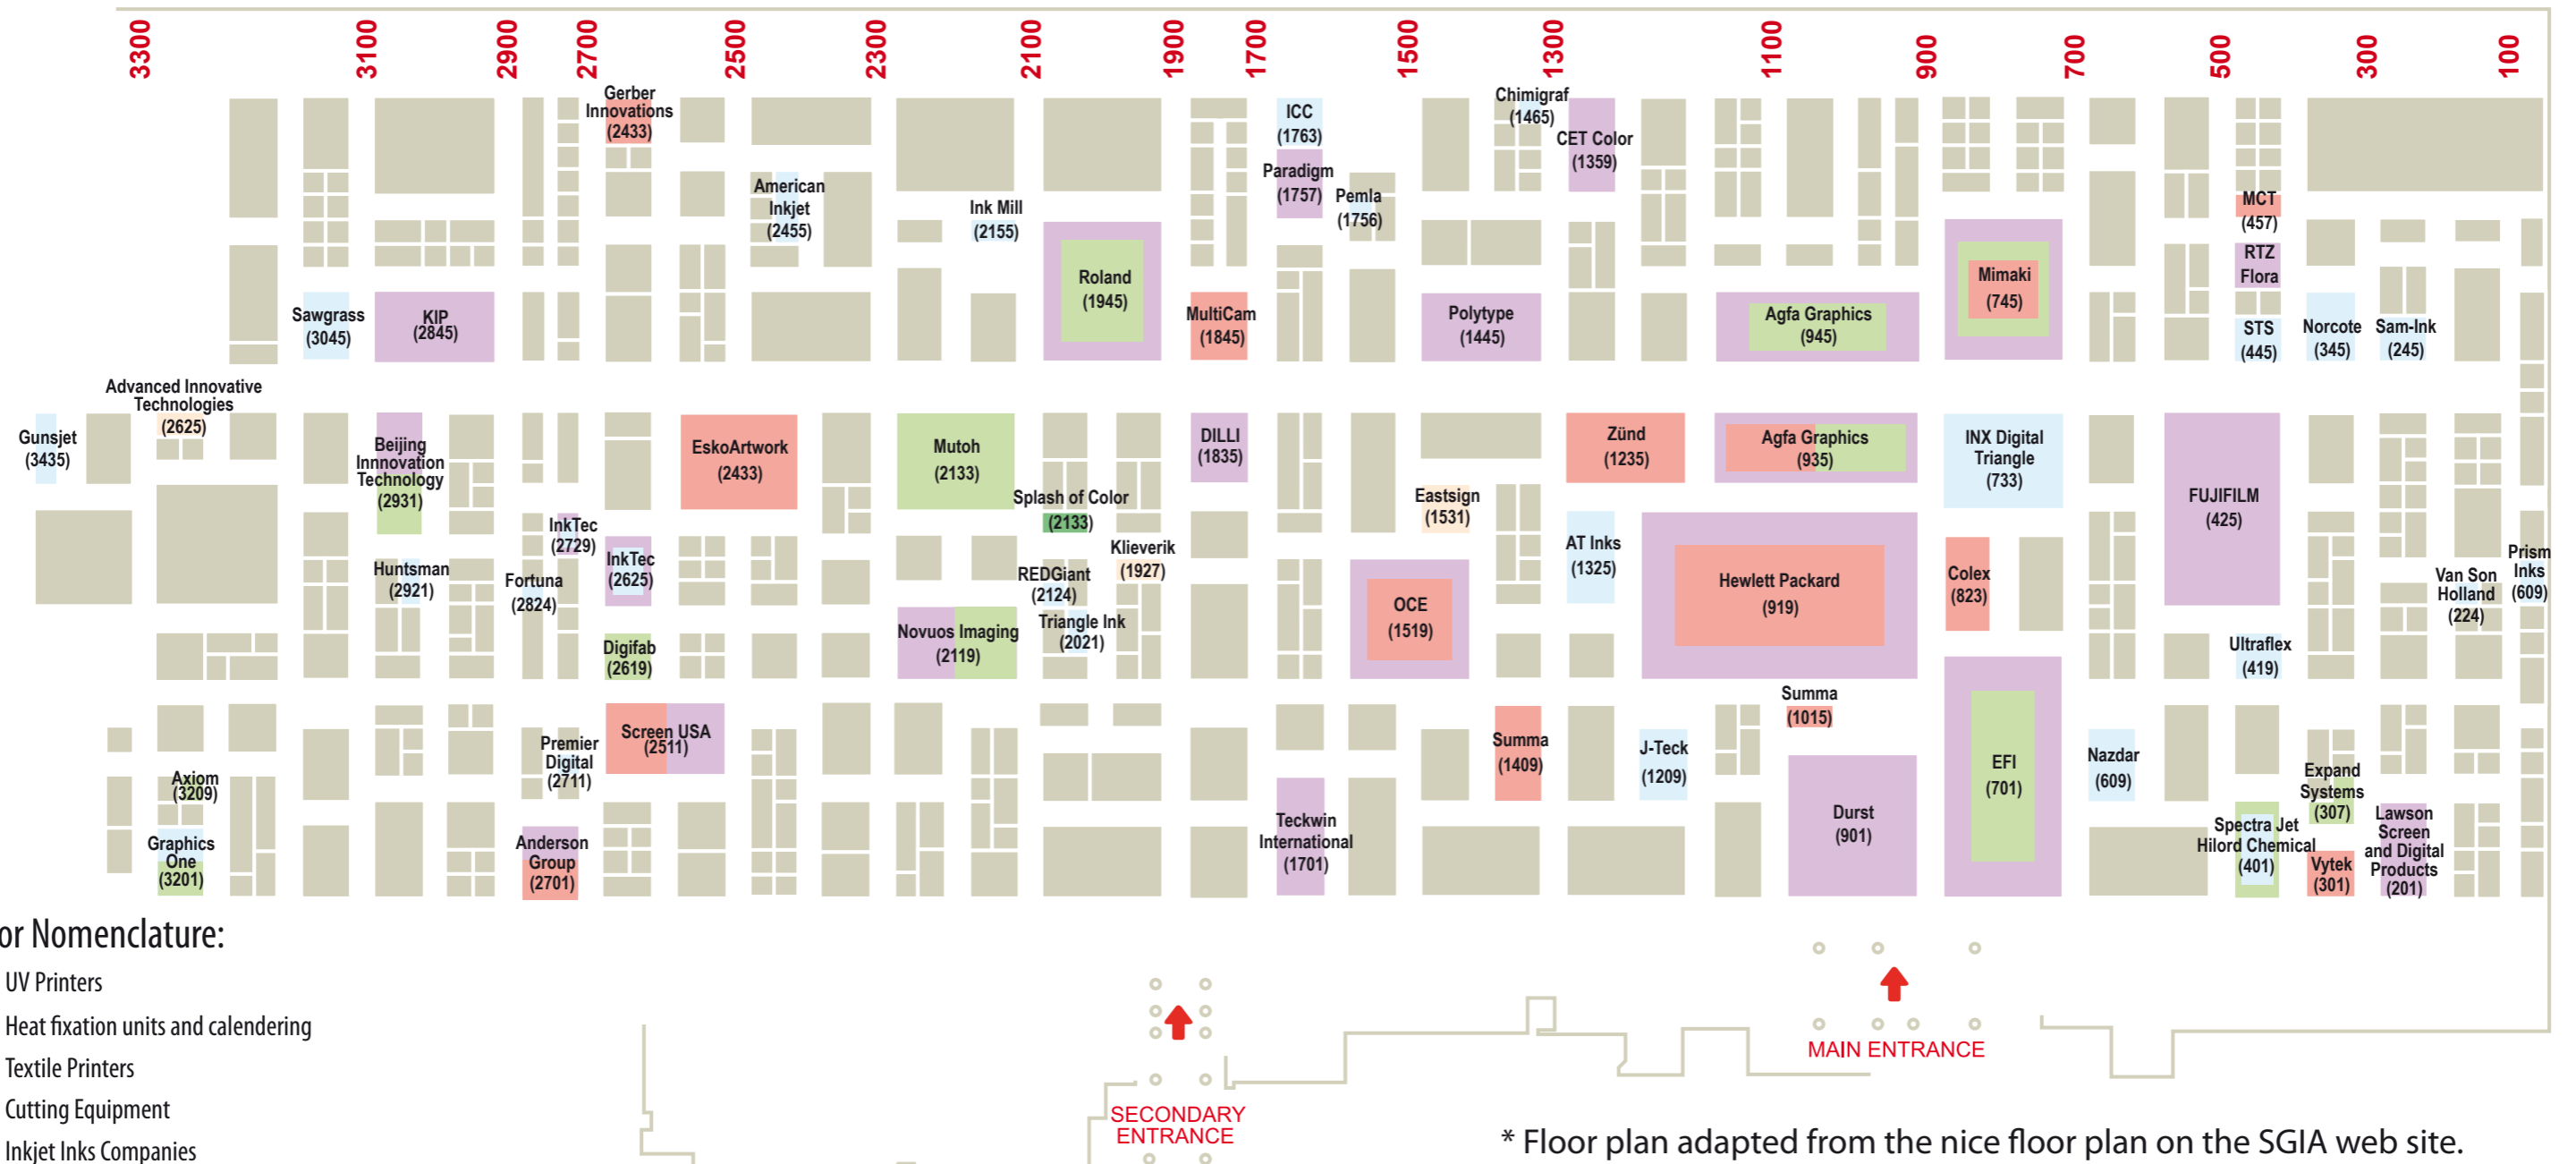 3300
3100
2900
2700
2500
2300
2100
1900
1700
1500
1300
1100
900
700
500
300
100
Gerber
Innovations
(2433)
American
Inkjet
(2455)
Ink Mill
(2155)
ICC
(1763)
Paradigm
(1757)
Pemla
(1756)
Chimigraf
(1465)
CET Color
(1359)
MCT
(457)
RTZ
Flora
Sawgrass
(3045)
KIP
(2845)
Roland
(1945)
MultiCam
(1845)
Polytype
(1445)
Agfa Graphics
(945)
Mimaki
(745)
STS
(445)
Norcote
(345)
Sam-Ink
(245)
Advanced Innovative
Technologies
(2625)
Gunsjet
(3435)
Beijing
Innnovation
Technology
(2931)
EskoArtwork
(2433)
Mutoh
(2133)
Splash of Color
(2133)
DILLI
(1835)
Eastsign
(1531)
Zünd
(1235)
Agfa Graphics
(935)
INX Digital
Triangle
(733)
FUJIFILM
(425)
InkTec
(2729)
InkTec
(2625)
Huntsman
(2921)
Fortuna
(2824)
Klieverik
(1927)
REDGiant
(2124)
Triangle Ink
(2021)
AT Inks
(1325)
Hewlett Packard
(919)
Colex
(823)
OCE
(1519)
Prism
Inks
(609)
Van Son
Holland
(224)
Digifab
(2619)
Novuos Imaging
(2119)
Ultraflex
(419)
Screen USA
(2511)
Premier
Digital
(2711)
Summa
(1409)
J-Teck
(1209)
Summa
(1015)
EFI
(701)
Nazdar
(609)
Axiom
(3209)
Graphics
One
(3201)
Anderson
Group
(2701)
Teckwin
International
(1701)
Durst
(901)
Expand
Systems
(307)
Spectra Jet
Hilord Chemical
(401)
Vytek
(301)
Lawson
Screen
and Digital
Products
(201)
or Nomenclature:
UV Printers
Heat fixation units and calendering
Textile Printers
Cutting Equipment
Inkjet Inks Companies
MAIN ENTRANCE
SECONDARY
ENTRANCE
* Floor plan adapted from the nice floor plan on the SGIA web site.